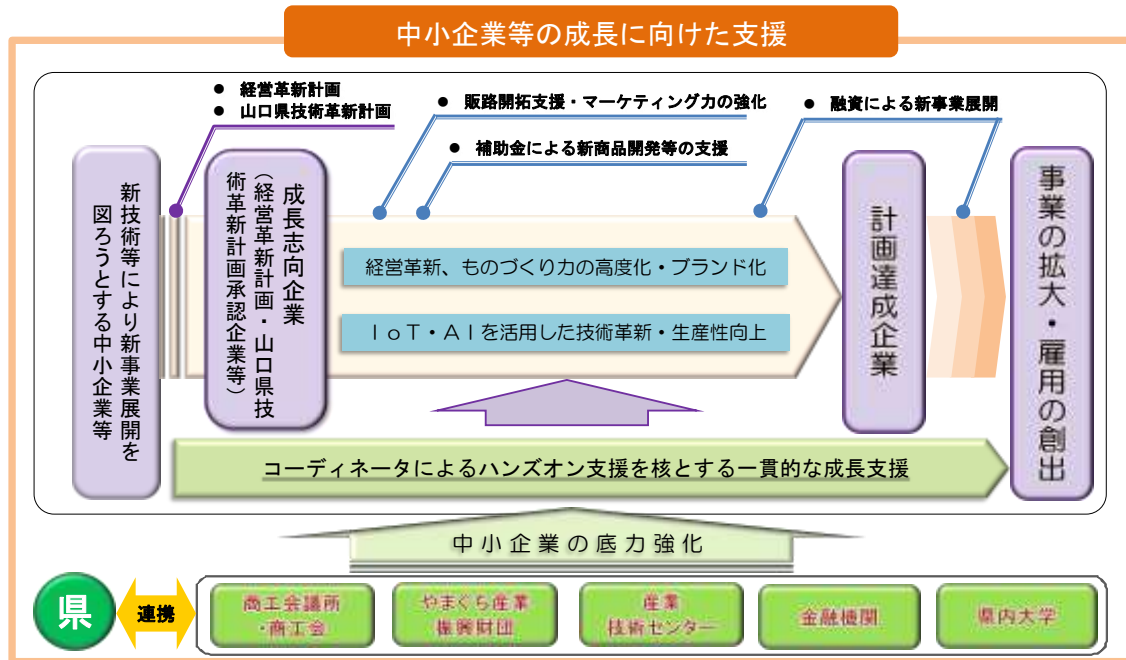 中小企業等の成長に向けた支援
● 経営革新計画
● 山口県技術革新計画
● 販路開拓支援・マーケティング力の強化
● 補助金による新商品開発等の支援
● 融資による新事業展開
新技術等により新事業展開を
図ろうとする中小企業等
成長志向企業
（経営革新計画・山口県技
術革新計画承認企業等）
経営革新、ものづくり力の高度化・ブランド化
ＩｏＴ・ＡＩを活用した技術革新・生産性向上
計画達成企業
事業の拡大・雇用の創出
コーディネータによるハンズオン支援を核とする一貫的な成長支援
中小企業の底力強化
県
連携
商工会議所
・商工会
やまぐち産業
振興財団
産業
技術センター
金融機関
県内大学